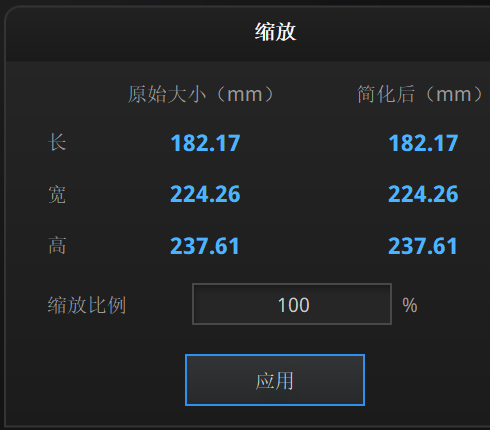 缩放
原始大小（mm） 简化后（mm）
长 182.17 182.17
宽 224.26 224.26
高 237.61 237.61
缩放比例 100 %
应用